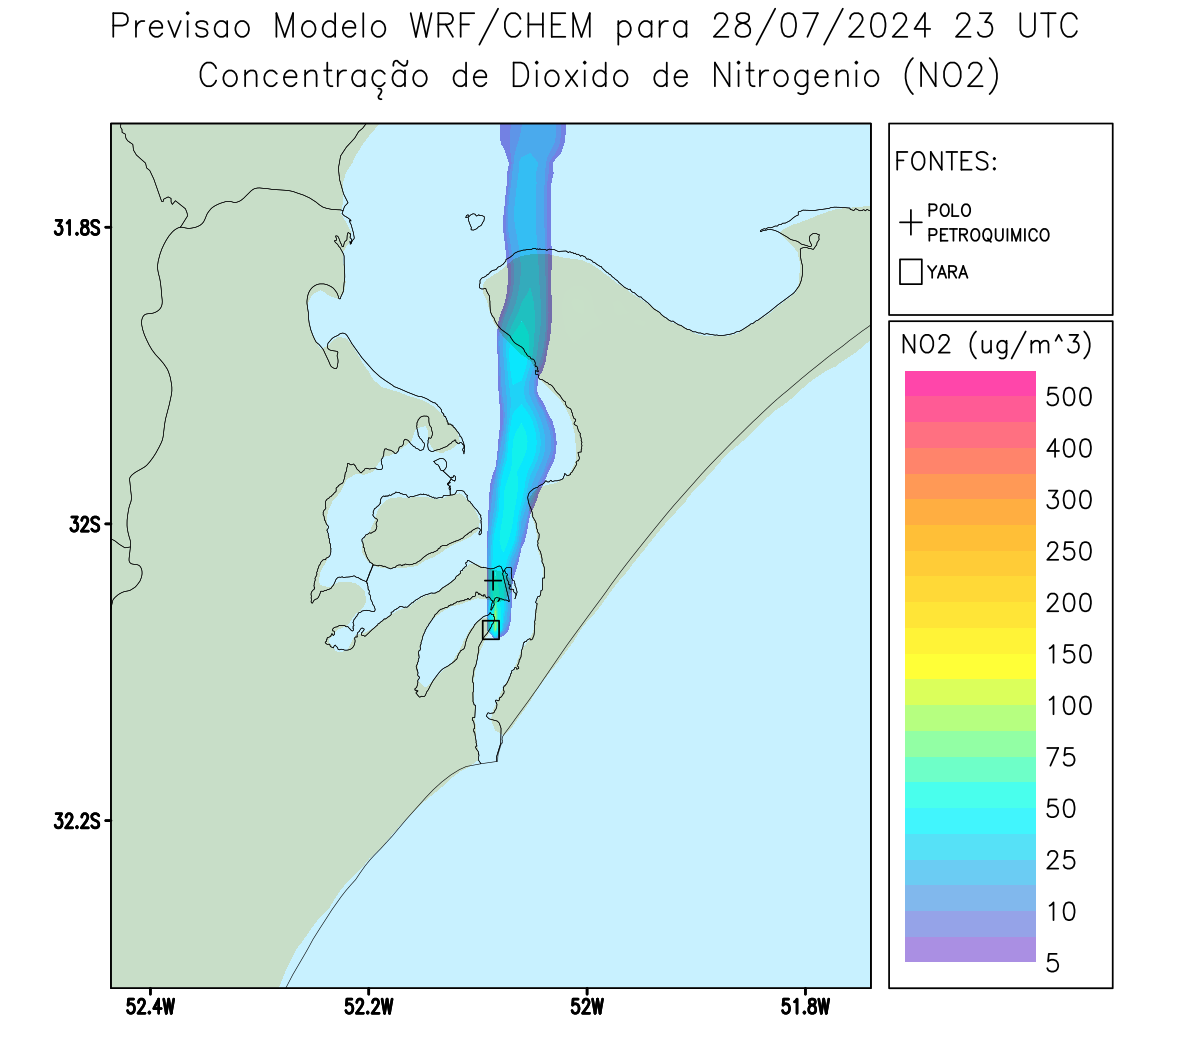 Previsao Modelo WRF/CHEM para 28/07/2024 23 UTC
Concentração de Dioxido de Nitrogenio (NO2)
FONTES:
POLO
PETROQUIMICO
YARA
NO2 (ug/m^3)
500
400
300
250
200
150
100
75
50
25
10
5
31.8S
32S
32.2S
52.4W
52.2W
52W
51.8W